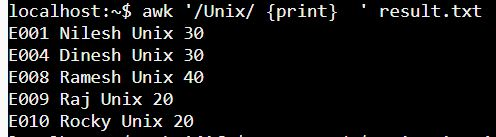 localhost:~$ awk '/Unix/ {print}  ' result.txt
E001 Nilesh Unix 30
E004 Dinesh Unix 30
E008 Ramesh Unix 40
E009 Raj Unix 20
E010 Rocky Unix 20